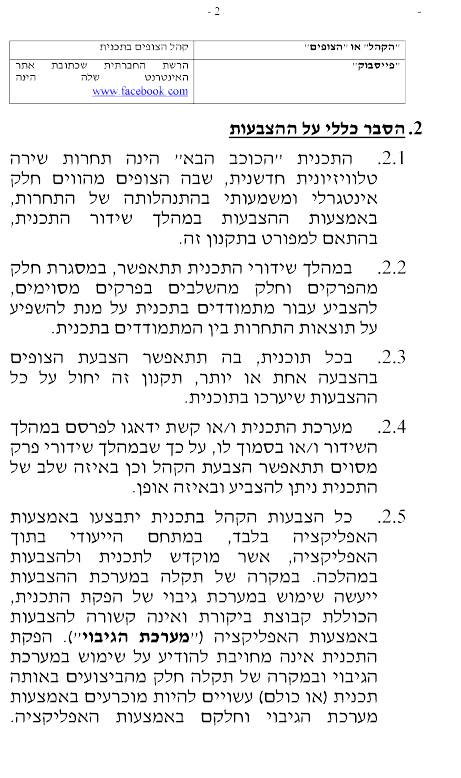 - 2 -
"הקהל" או "הצופים" קהל הצופים בתכנית
"פייסבוק" הרשת החברתית שכתובת אתר
האינטרנט שלה הינה
www.facebook.com
2. הסבר כללי על ההצבעות
2.1. התכנית "הכוכב הבא" הינה תחרות שירה
טלוויזיונית חדשנית, שבה הצופים מהווים חלק
אינטגרלי ומשמעותי בהתנהלותה של התחרות,
באמצעות ההצבעות במהלך שידור התכנית,
בהתאם למפורט בתקנון זה.
2.2. במהלך שידורי התכנית תתאפשר, במסגרת חלק
מהפרקים וחלק מהשלבים בפרקים מסוימים,
להצביע עבור מתמודדים בתכנית על מנת להשפיע
על תוצאות התחרות בין המתמודדים בתכנית.
2.3. בכל תוכנית, בה תתאפשר הצבעת הצופים
בהצבעה אחת או יותר, תקנון זה יחול על כל
ההצבעות שיערכו בתוכנית.
2.4. מערכת התכנית ו/או קשת ידאגו לפרסם במהלך
השידור ו/או בסמוך לו, על כך שבמהלך שידורי פרק
מסוים תתאפשר הצבעת הקהל וכן באיזה שלב של
התכנית ניתן להצביע ובאיזה אופן.
2.5. כל הצבעות הקהל בתכנית יתבצעו באמצעות
האפליקציה בלבד, במתחם הייעודי בתוך
האפליקציה, אשר מוקדש לתכנית ולהצבעות
במהלכה. במקרה של תקלה במערכת ההצבעות
ייעשה שימוש במערכת גיבוי של הפקת התכנית,
הכוללת קבוצת ביקורת ואינה קשורה להצבעות
באמצעות האפליקציה ("מערכת הגיבוי"). הפקת
התכנית אינה מחויבת להודיע על שימוש במערכת
הגיבוי ובמקרה של תקלה חלק מהביצועים באותה
תכנית (או כולם) עשויים להיות מוכרעים באמצעות
מערכת הגיבוי וחלקם באמצעות האפליקציה.